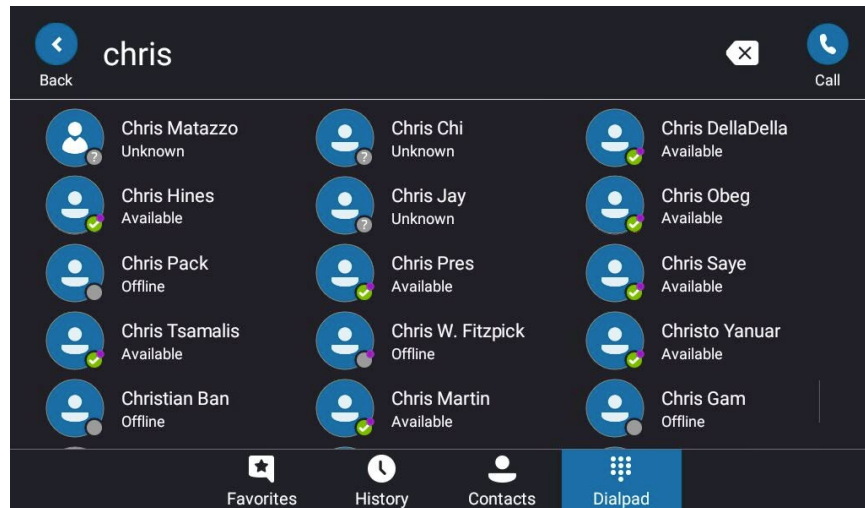 chris
Back
Call
Chris Matazzo
Unknown
Chris Chi
Unknown
Chris DellaDella
Available
Chris Hines
Available
Chris Jay
Unknown
Chris Obeg
Available
Chris Pack
Offline
Chris Pres
Available
Chris Saye
Available
Chris Tsamalis
Available
Chris W. Fitzpick
Offline
Christo Yanuar
Available
Christian Ban
Offline
Chris Martin
Available
Chris Gam
Offline
Favorites
History
Contacts
Dialpad